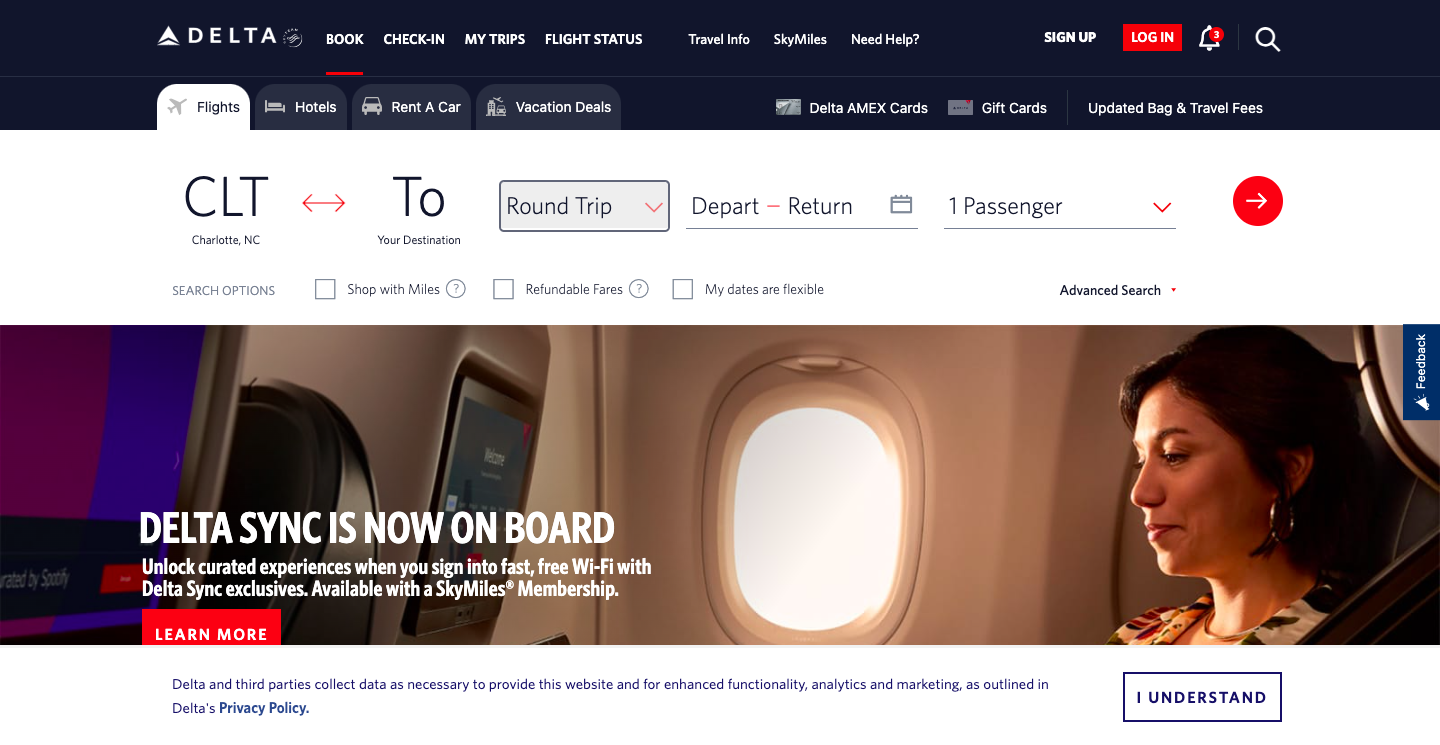 DELTA
BOOK CHECK-IN MY TRIPS FLIGHT STATUS Travel Info SkyMiles Need Help? SIGN UP LOG IN 3
Flights Hotels Rent A Car Vacation Deals Delta AMEX Cards Gift Cards Updated Bag & Travel Fees
CLT To Round Trip Depart – Return 1 Passenger
Charlotte, NC Your Destination
SEARCH OPTIONS Shop with Miles ? Refundable Fares ? My dates are flexible Advanced Search
Feedback
Welcome
DELTA SYNC IS NOW ON BOARD
Unlock curated experiences when you sign into fast, free Wi-Fi with
Delta Sync exclusives. Available with a SkyMiles® Membership.
urated by Spotify
LEARN MORE
Delta and third parties collect data as necessary to provide this website and for enhanced functionality, analytics and marketing, as outlined in
Delta's Privacy Policy.
I UNDERSTAND